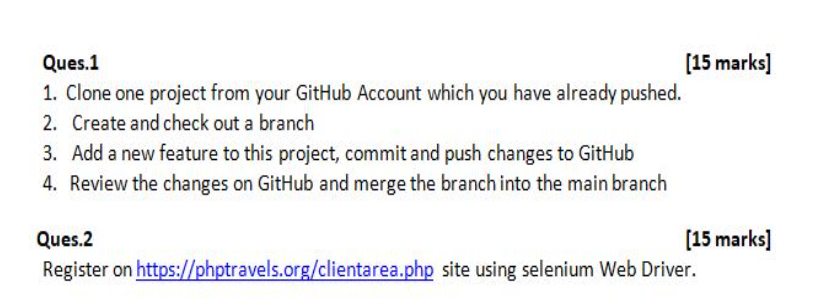 Ques.1 [15 marks]
1. Clone one project from your GitHub Account which you have already pushed.
2. Create and check out a branch
3. Add a new feature to this project, commit and push changes to GitHub
4. Review the changes on GitHub and merge the branch into the main branch
Ques.2 [15 marks]
Register on https://phptravels.org/clientarea.php site using selenium Web Driver.